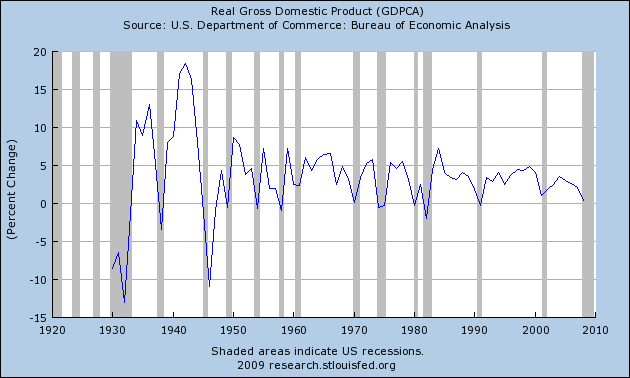 Real Gross Domestic Product (GDPCA)
Source: U.S. Department of Commerce: Bureau of Economic Analysis
(Percent Change)
20
15
10
5
0
-5
-10
-15
1920 1930 1940 1950 1960 1970 1980 1990 2000 2010
Shaded areas indicate US recessions.
2009 research.stlouisfed.org